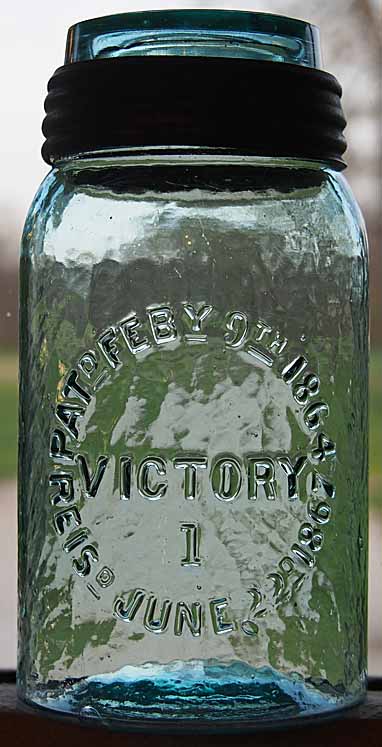 PATD FEBY 9TH 1864
VICTORY
1
REISD JUNE. 22D 1867